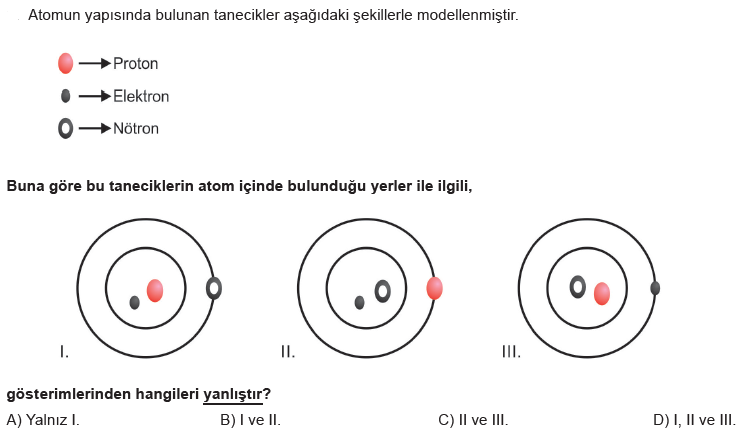 Atomun yapısında bulunan tanecikler aşağıdaki şekillerle modellenmiştir.
Proton
Elektron
Nötron
Buna göre bu taneciklerin atom içinde bulunduğu yerler ile ilgili,
I. II. III.
gösterimlerinden hangileri yanlıştır?
A) Yalnız I. B) I ve II. C) II ve III. D) I, II ve III.